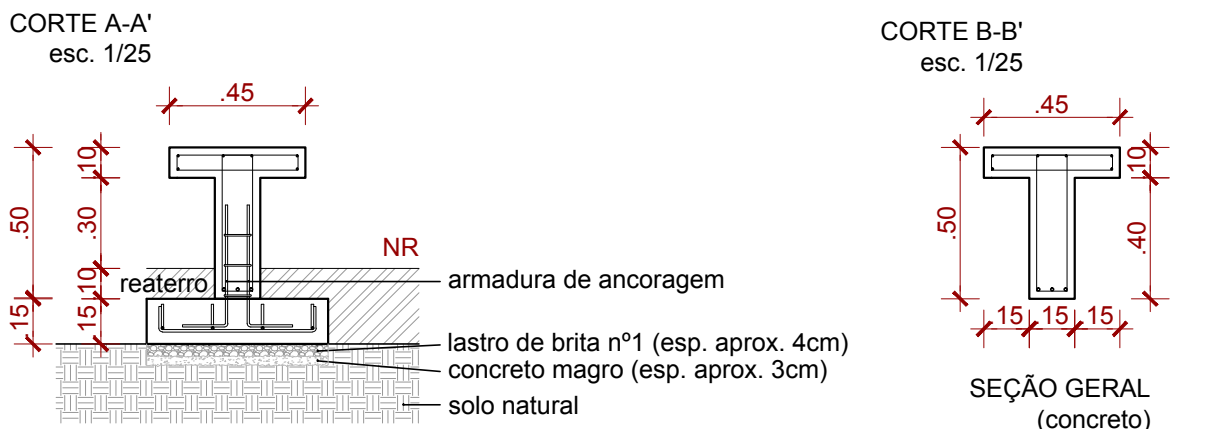 CORTE A-A'
esc. 1/25
.45
.50
15
10
.30
10
15
NR
reaterro
armadura de ancoragem
lastro de brita nº1 (esp. aprox. 4cm)
concreto magro (esp. aprox. 3cm)
solo natural
CORTE B-B'
esc. 1/25
.45
.50
10
.40
15 15 15
SEÇÃO GERAL
(concreto)